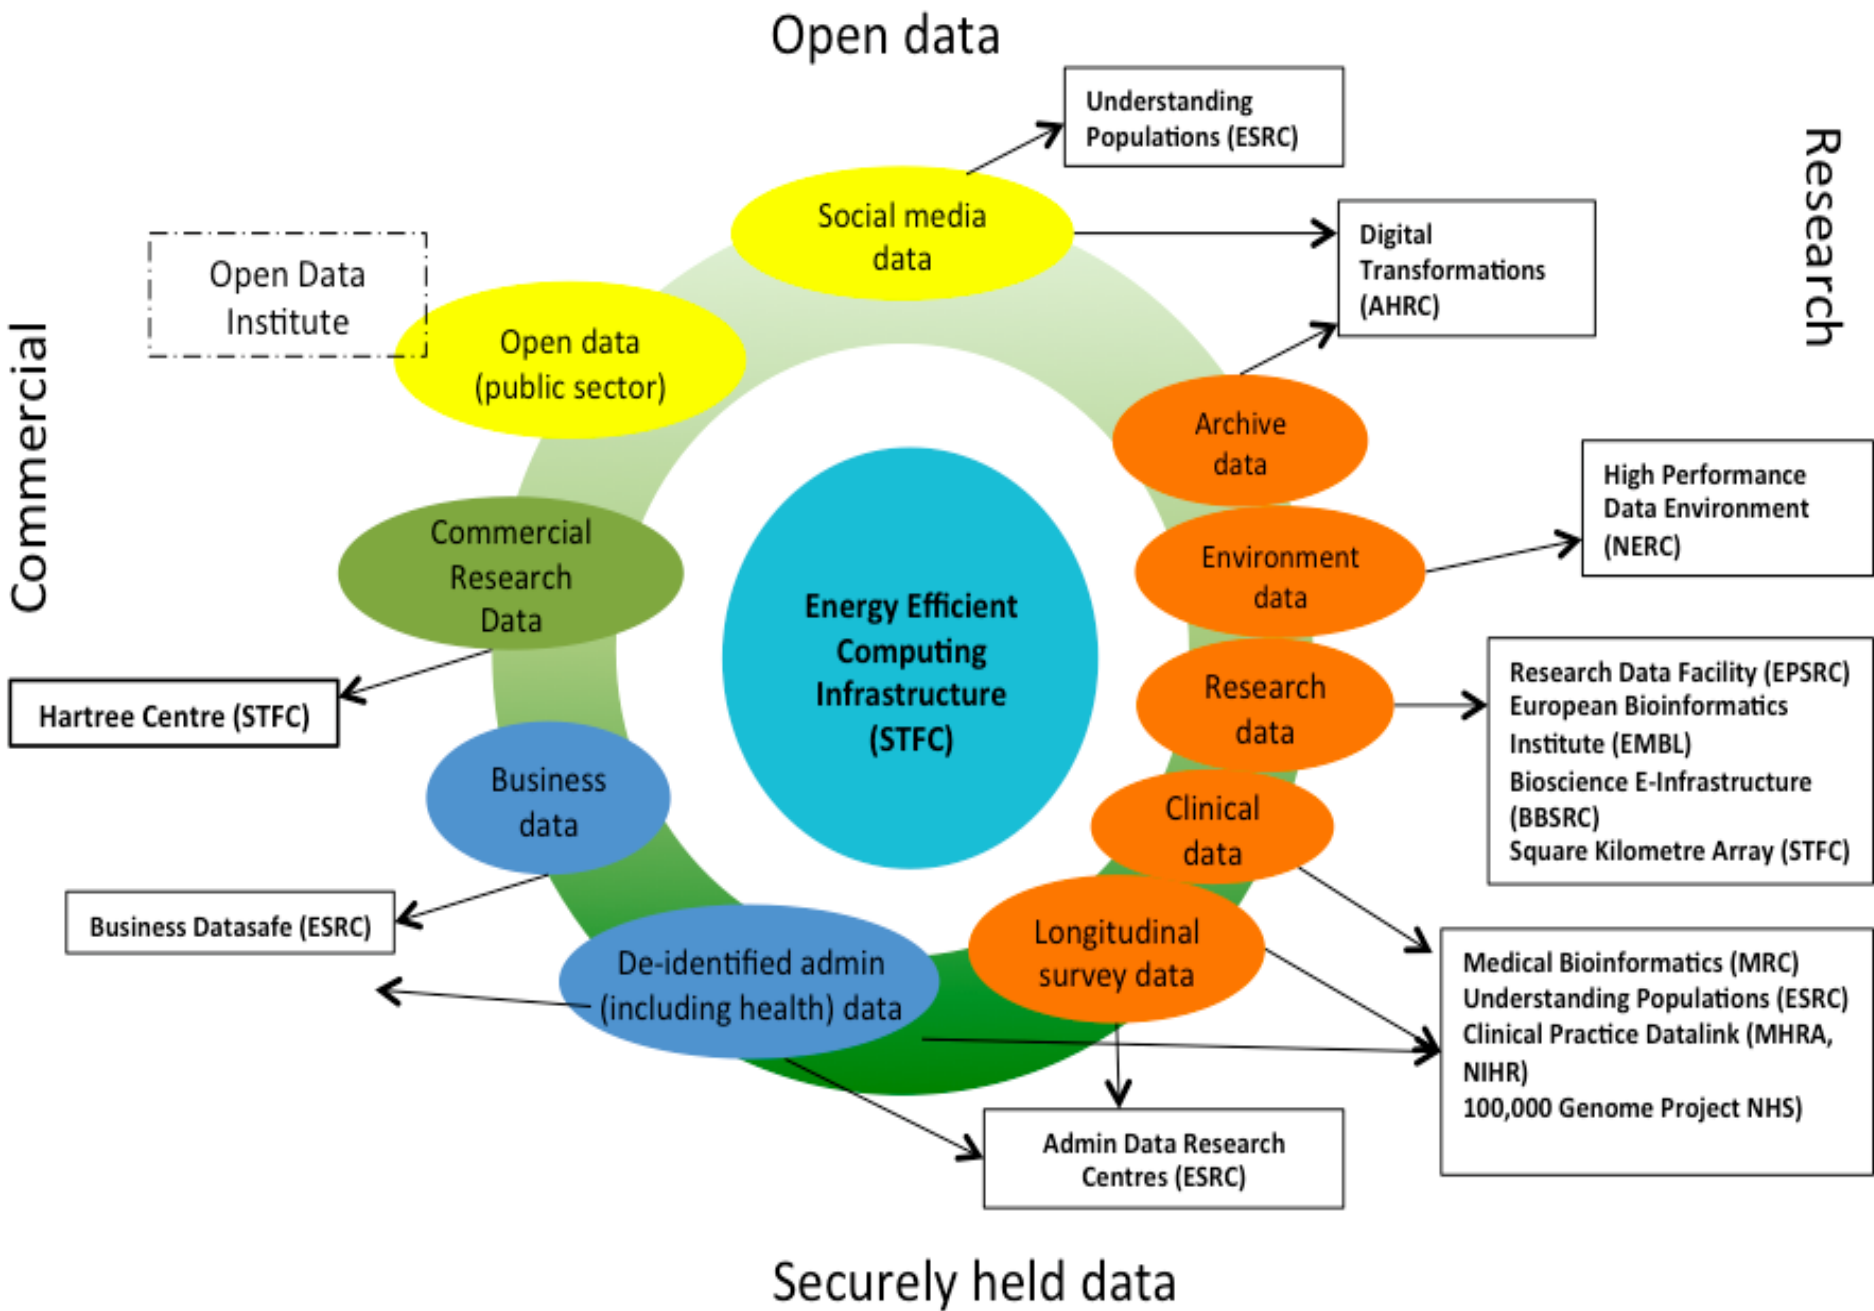 Open data
Understanding
Populations (ESRC)
Research
Social media
data
Digital
Transformations
(AHRC)
Open Data
Institute
Open data
(public sector)
Commercial
Archive
data
High Performance
Data Environment
(NERC)
Commercial
Research
Data
Environment
data
Energy Efficient
Computing
Infrastructure
(STFC)
Research
data
Research Data Facility (EPSRC)
European Bioinformatics
Institute (EMBL)
Bioscience E-Infrastructure
(BBSRC)
Square Kilometre Array (STFC)
Hartree Centre (STFC)
Business
data
Clinical
data
Business Datasafe (ESRC)
De-identified admin
(including health) data
Longitudinal
survey data
Medical Bioinformatics (MRC)
Understanding Populations (ESRC)
Clinical Practice Datalink (MHRA,
NIHR)
100,000 Genome Project NHS)
Admin Data Research
Centres (ESRC)
Securely held data